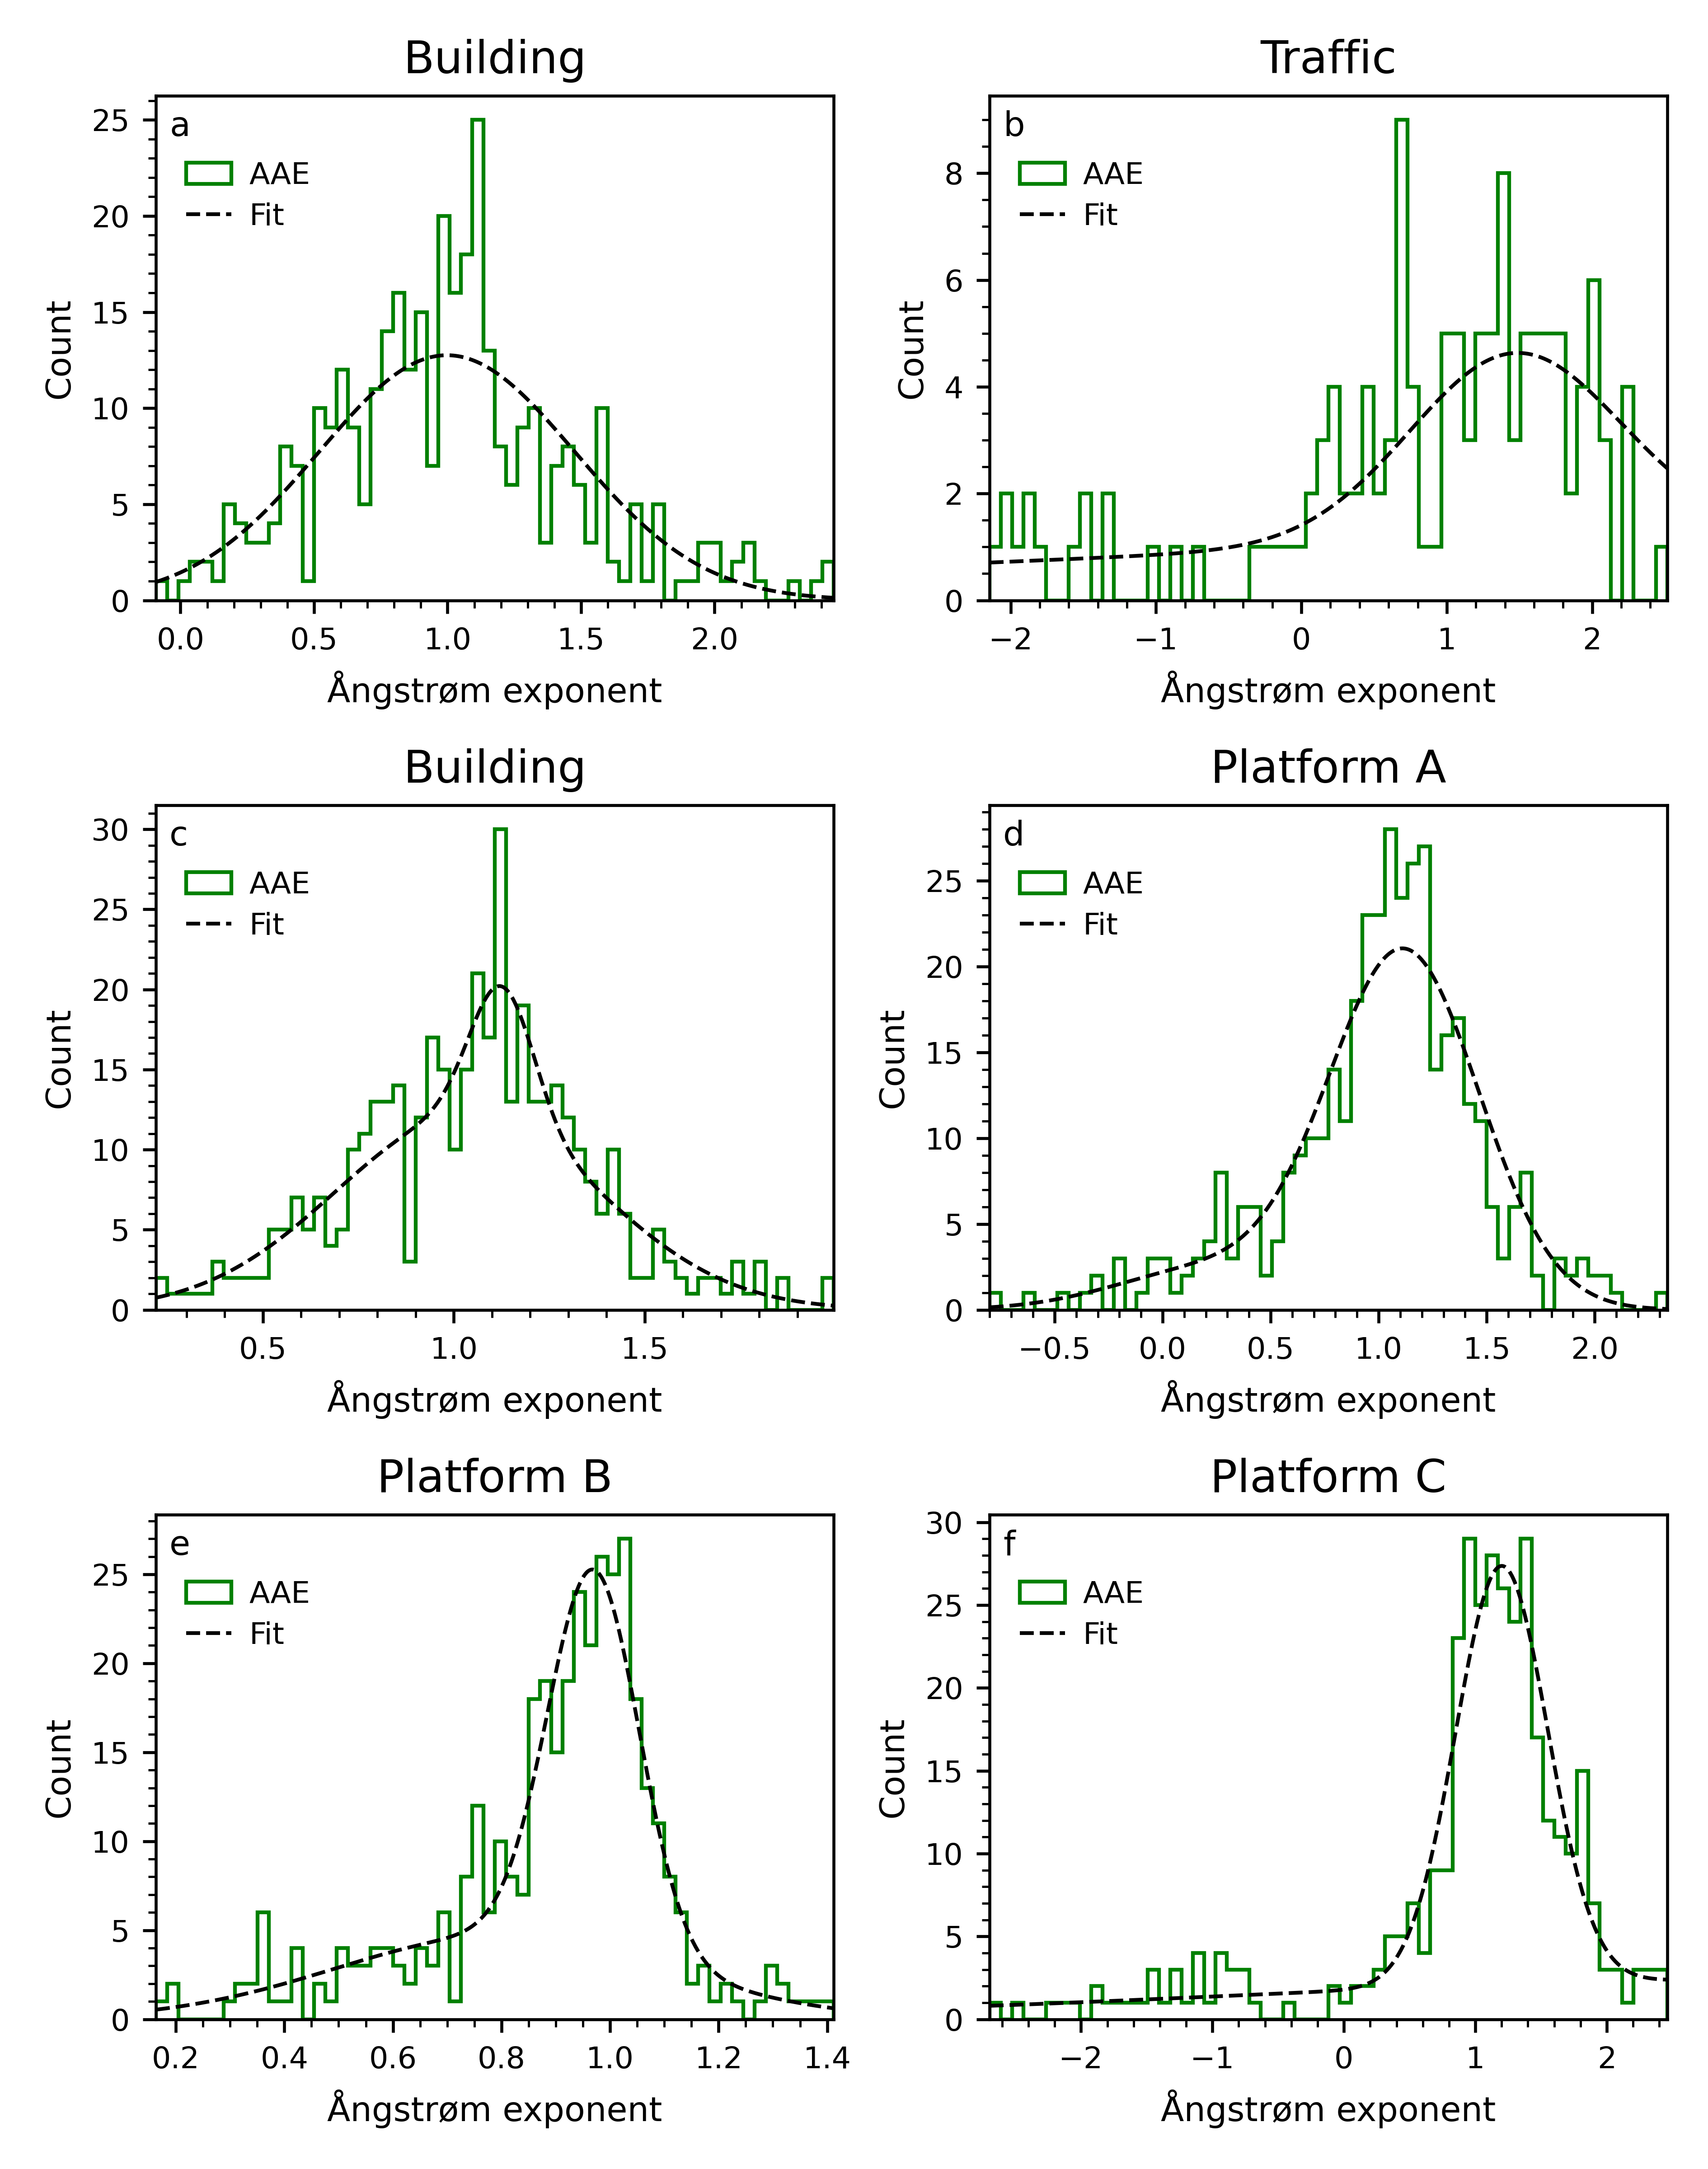 Building
a
AAE
Fit
25
20
15
10
5
0
Count
0.0 0.5 1.0 1.5 2.0
Ångstrøm exponent
Traffic
b
AAE
Fit
8
6
4
2
0
Count
−2 −1 0 1 2
Ångstrøm exponent
Building
c
AAE
Fit
30
25
20
15
10
5
0
Count
0.5 1.0 1.5
Ångstrøm exponent
Platform A
d
AAE
Fit
25
20
15
10
5
0
Count
−0.5 0.0 0.5 1.0 1.5 2.0
Ångstrøm exponent
Platform B
e
AAE
Fit
25
20
15
10
5
0
Count
0.2 0.4 0.6 0.8 1.0 1.2 1.4
Ångstrøm exponent
Platform C
f
AAE
Fit
30
25
20
15
10
5
0
Count
−2 −1 0 1 2
Ångstrøm exponent